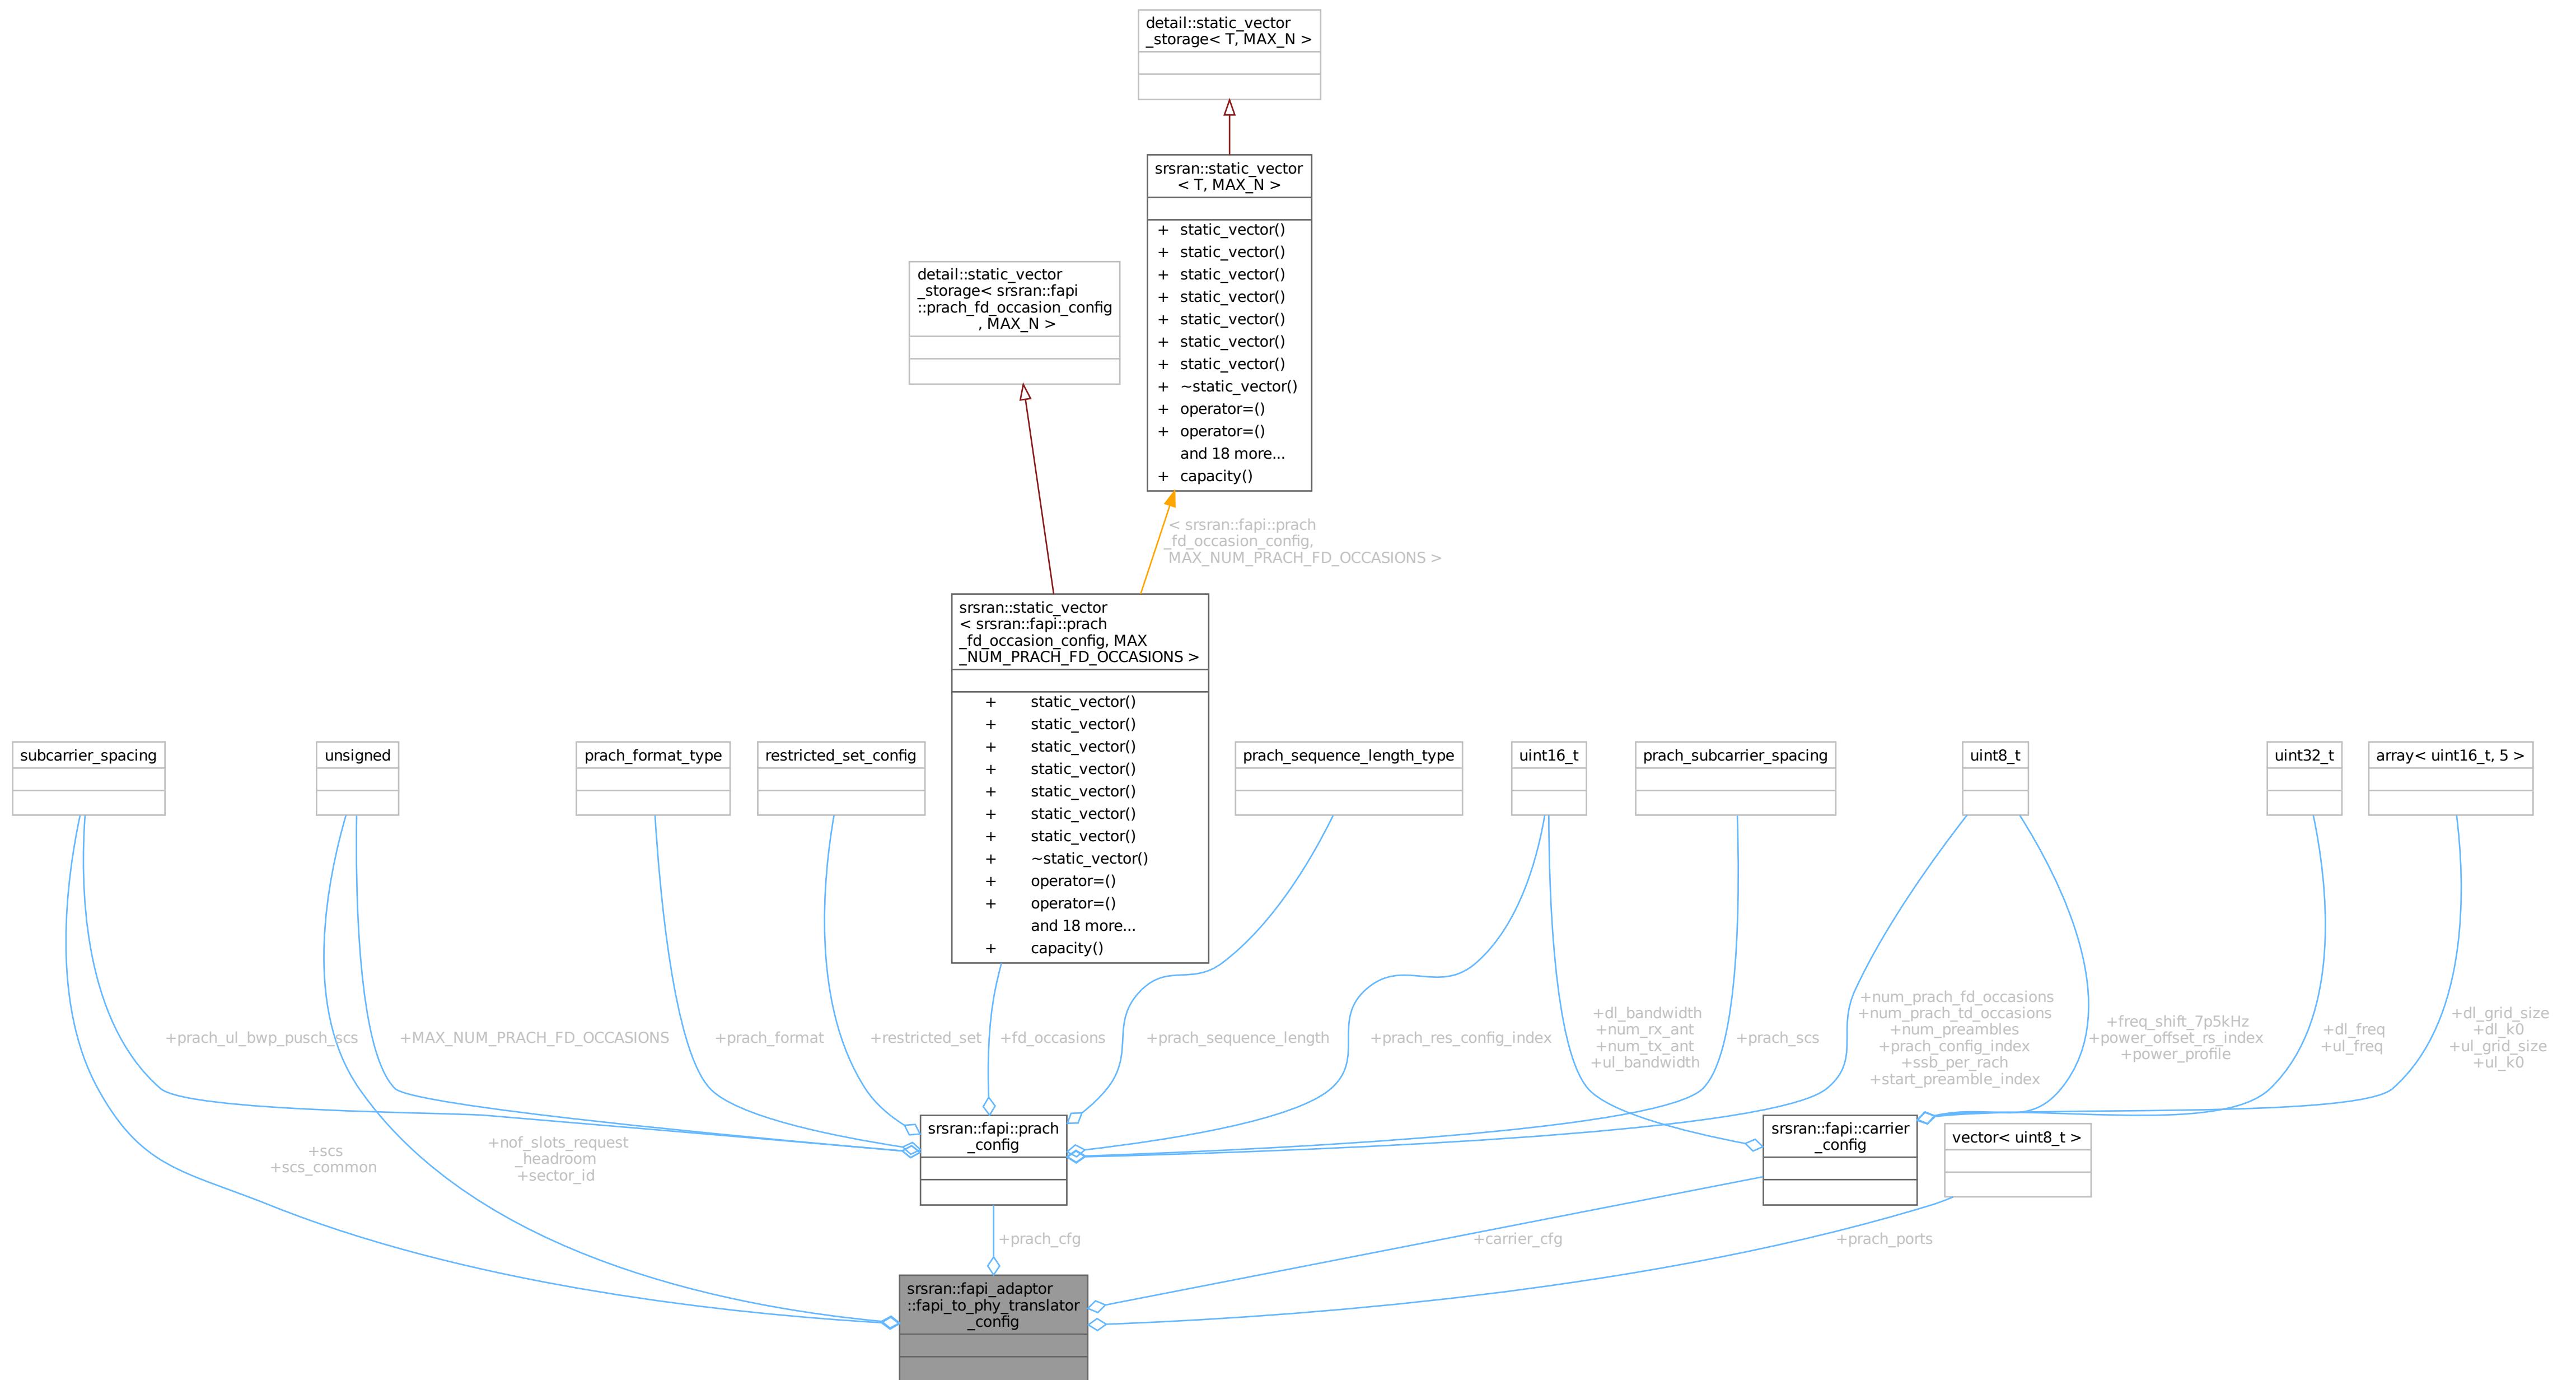 detail::static_vector
_storage< T, MAX_N >
srsran::static_vector
< T, MAX_N >
+ static_vector()
+ static_vector()
+ static_vector()
+ static_vector()
+ static_vector()
+ static_vector()
+ static_vector()
+ ~static_vector()
+ operator=()
+ operator=()
and 18 more...
+ capacity()
detail::static_vector
_storage< srsran::fapi
::prach_fd_occasion_config
, MAX_N >
< srsran::fapi::prach
_fd_occasion_config,
MAX_NUM_PRACH_FD_OCCASIONS >
srsran::static_vector
< srsran::fapi::prach
_fd_occasion_config, MAX
_NUM_PRACH_FD_OCCASIONS >
+ static_vector()
+ static_vector()
+ static_vector()
+ static_vector()
+ static_vector()
+ static_vector()
+ static_vector()
+ ~static_vector()
+ operator=()
+ operator=()
and 18 more...
+ capacity()
subcarrier_spacing
unsigned
prach_format_type
restricted_set_config
prach_sequence_length_type
uint16_t
prach_subcarrier_spacing
uint8_t
uint32_t
array< uint16_t, 5 >
+prach_ul_bwp_pusch_scs
+MAX_NUM_PRACH_FD_OCCASIONS
+prach_format
+restricted_set
+fd_occasions
+prach_sequence_length
+prach_res_config_index
+dl_bandwidth
+num_rx_ant
+num_tx_ant
+ul_bandwidth
+prach_scs
+num_prach_fd_occasions
+num_prach_td_occasions
+num_preambles
+prach_config_index
+ssb_per_rach
+start_preamble_index
+freq_shift_7p5kHz
+power_offset_rs_index
+power_profile
+dl_freq
+ul_freq
+dl_grid_size
+dl_k0
+ul_grid_size
+ul_k0
+scs
+scs_common
+nof_slots_request
_headroom
+sector_id
srsran::fapi::prach
_config
srsran::fapi::carrier
_config
vector< uint8_t >
+prach_cfg
+carrier_cfg
+prach_ports
srsran::fapi_adaptor
::fapi_to_phy_translator
_config